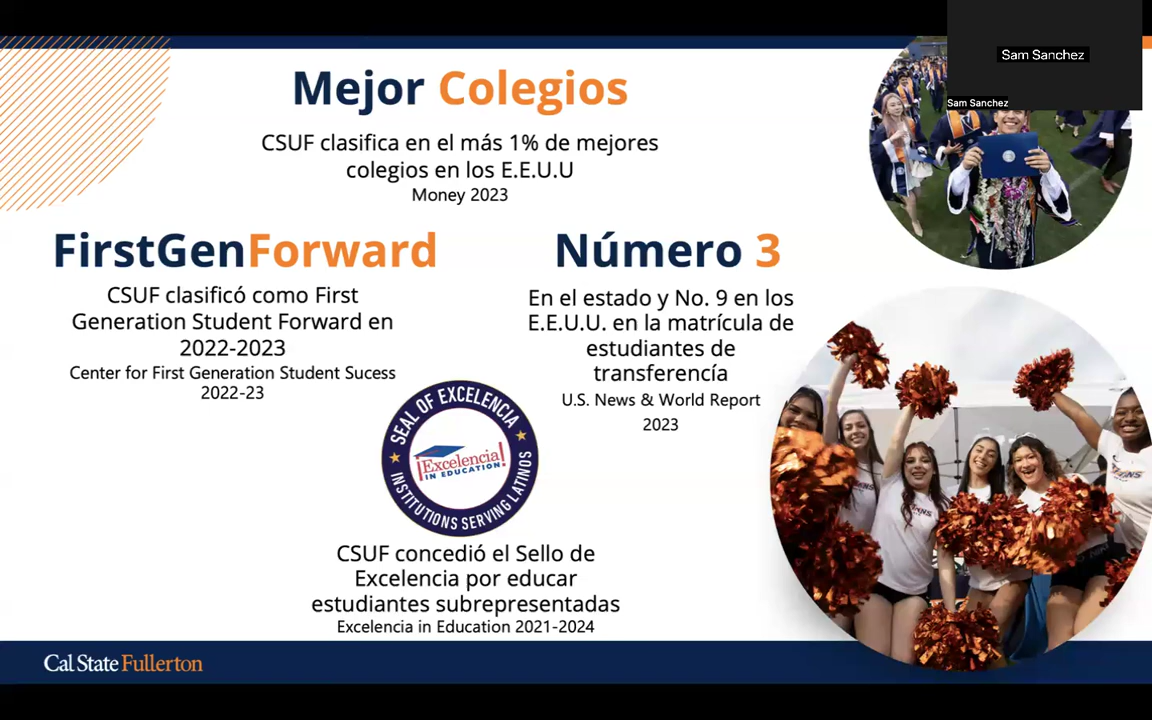 Sam Sanchez
Sam Sanchez
Mejor Colegios
CSUF clasifica en el más 1% de mejores
colegios en los E.E.U.U
Money 2023
FirstGenForward
CSUF clasificó como First
Generation Student Forward en
2022-2023
Center for First Generation Student Sucess
2022-23
Número 3
En el estado y No. 9 en los
E.E.U.U. en la matrícula de
estudiantes de
transferencía
U.S. News & World Report
2023
SEAL OF EXCELENCIA
¡Excelencia!
IN EDUCATION
INSTITUTIONS SERVING LATINOS
CSUF concedió el Sello de
Excelencia por educar
estudiantes subrepresentadas
Excelencia in Education 2021-2024
Cal State Fullerton